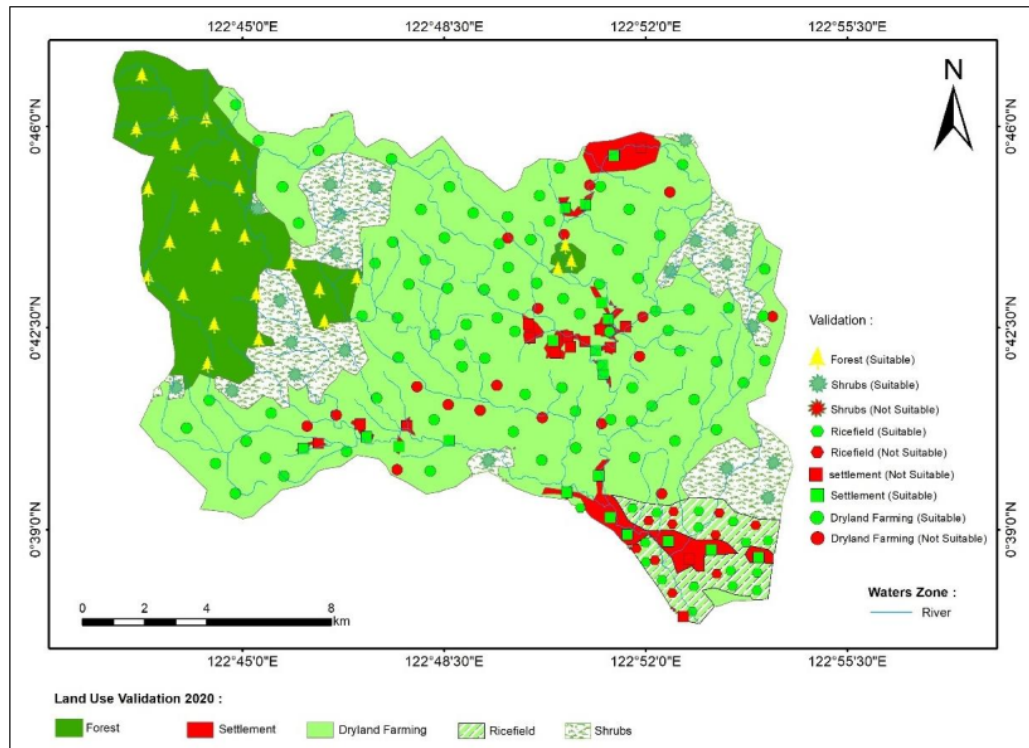 122°45'0"E 122°48'30"E 122°52'0"E 122°55'30"E
N
0°46'0"N 0°46'0"N
0°42'30"N 0°42'30"N
Validation :
Forest (Suitable)
Shrubs (Suitable)
Shrubs (Not Suitable)
Ricefield (Suitable)
Ricefield (Not Suitable)
settlement (Not Suitable)
Settlement (Suitable)
Dryland Farming (Suitable)
Dryland Farming (Not Suitable)
0°39'0"N 0°39'0"N
Waters Zone :
River
0 2 4 8
km
122°45'0"E 122°48'30"E 122°52'0"E 122°55'30"E
Land Use Validation 2020 :
Forest Settlement Dryland Farming Ricefield Shrubs